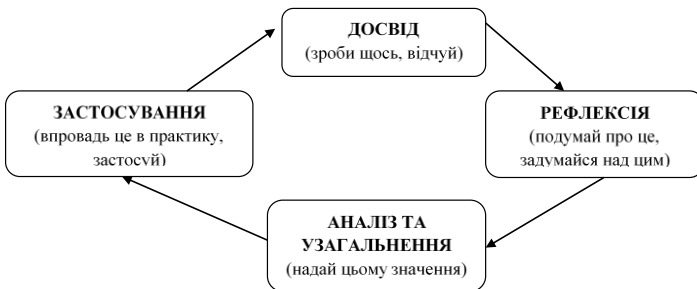 ДОСВІД
(зроби щось, відчуй)
ЗАСТОСУВАННЯ
(впровадь це в практику,
застосуй)
РЕФЛЕКСІЯ
(подумай про це,
задумайся над цим)
АНАЛІЗ ТА
УЗАГАЛЬНЕННЯ
(надай цьому значення)